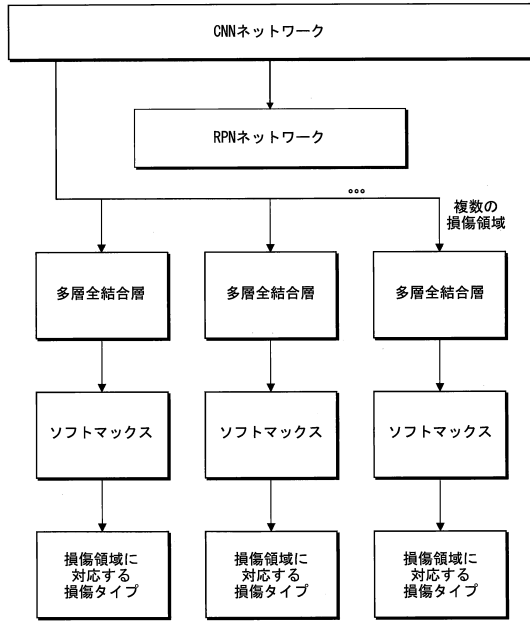 CNNネットワーク
RPNネットワーク
°°°
複数の
損傷領域
多層全結合層
多層全結合層
多層全結合層
ソフトマックス
ソフトマックス
ソフトマックス
損傷領域に
対応する
損傷タイプ
損傷領域に
対応する
損傷タイプ
損傷領域に
対応する
損傷タイプ